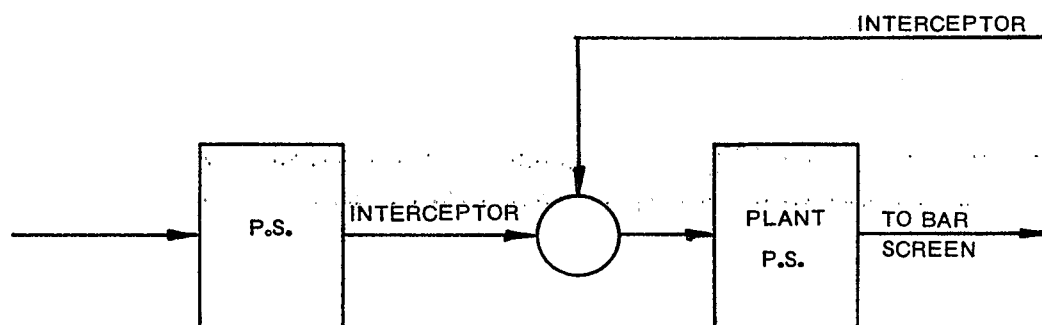 INTERCEPTOR
P.S.
INTERCEPTOR
PLANT
P.S.
TO BAR
SCREEN